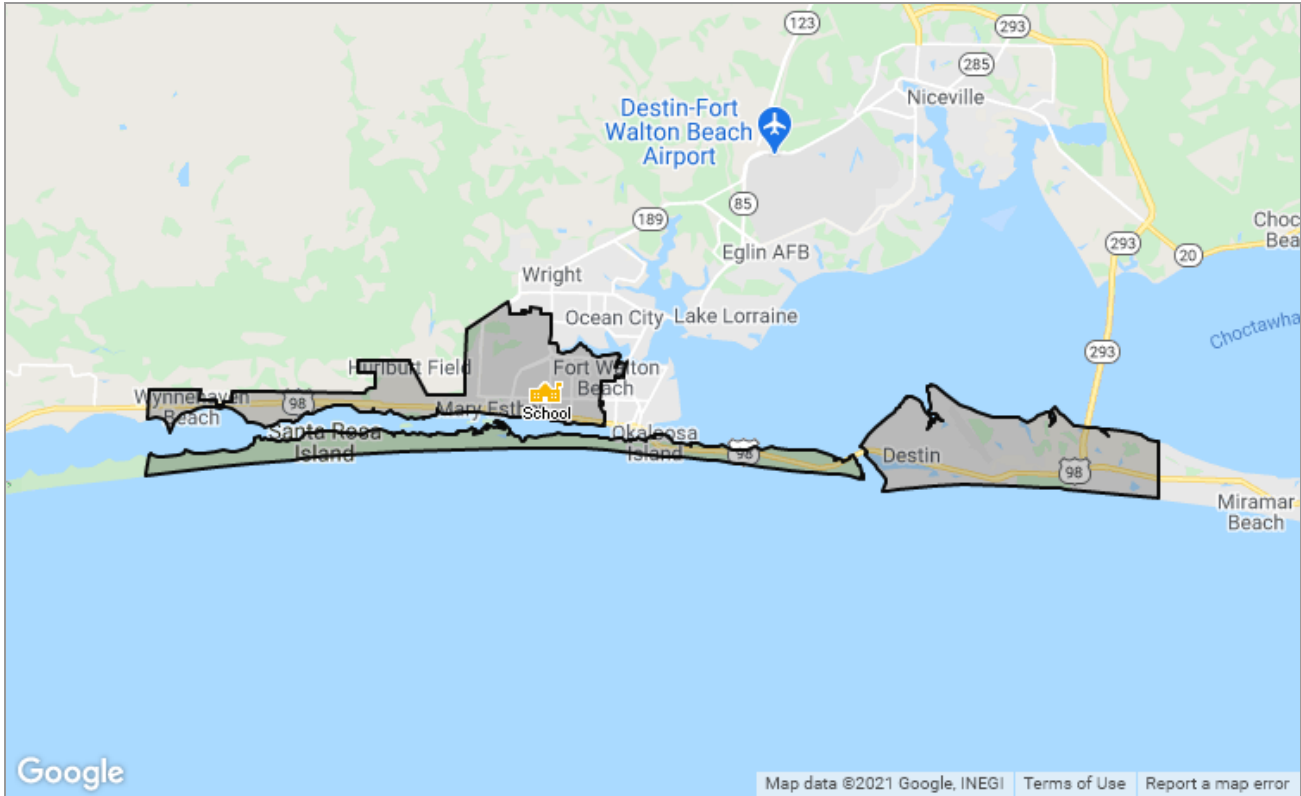 123
293
285
Niceville
Destin-Fort
Walton Beach
Airport
189
85
Eglin AFB
293
20
Choc
Bea
Wright
Ocean City
Lake Lorraine
Choctawha
293
Hurlburt Field
Fort Walton
Beach
Wynnehaven
Beach
98
Mary Esther
School
Santa Rosa
Island
Okaloosa
Island
98
Destin
98
Miramar
Beach
Google
Map data ©2021 Google, INEGI
Terms of Use
Report a map error